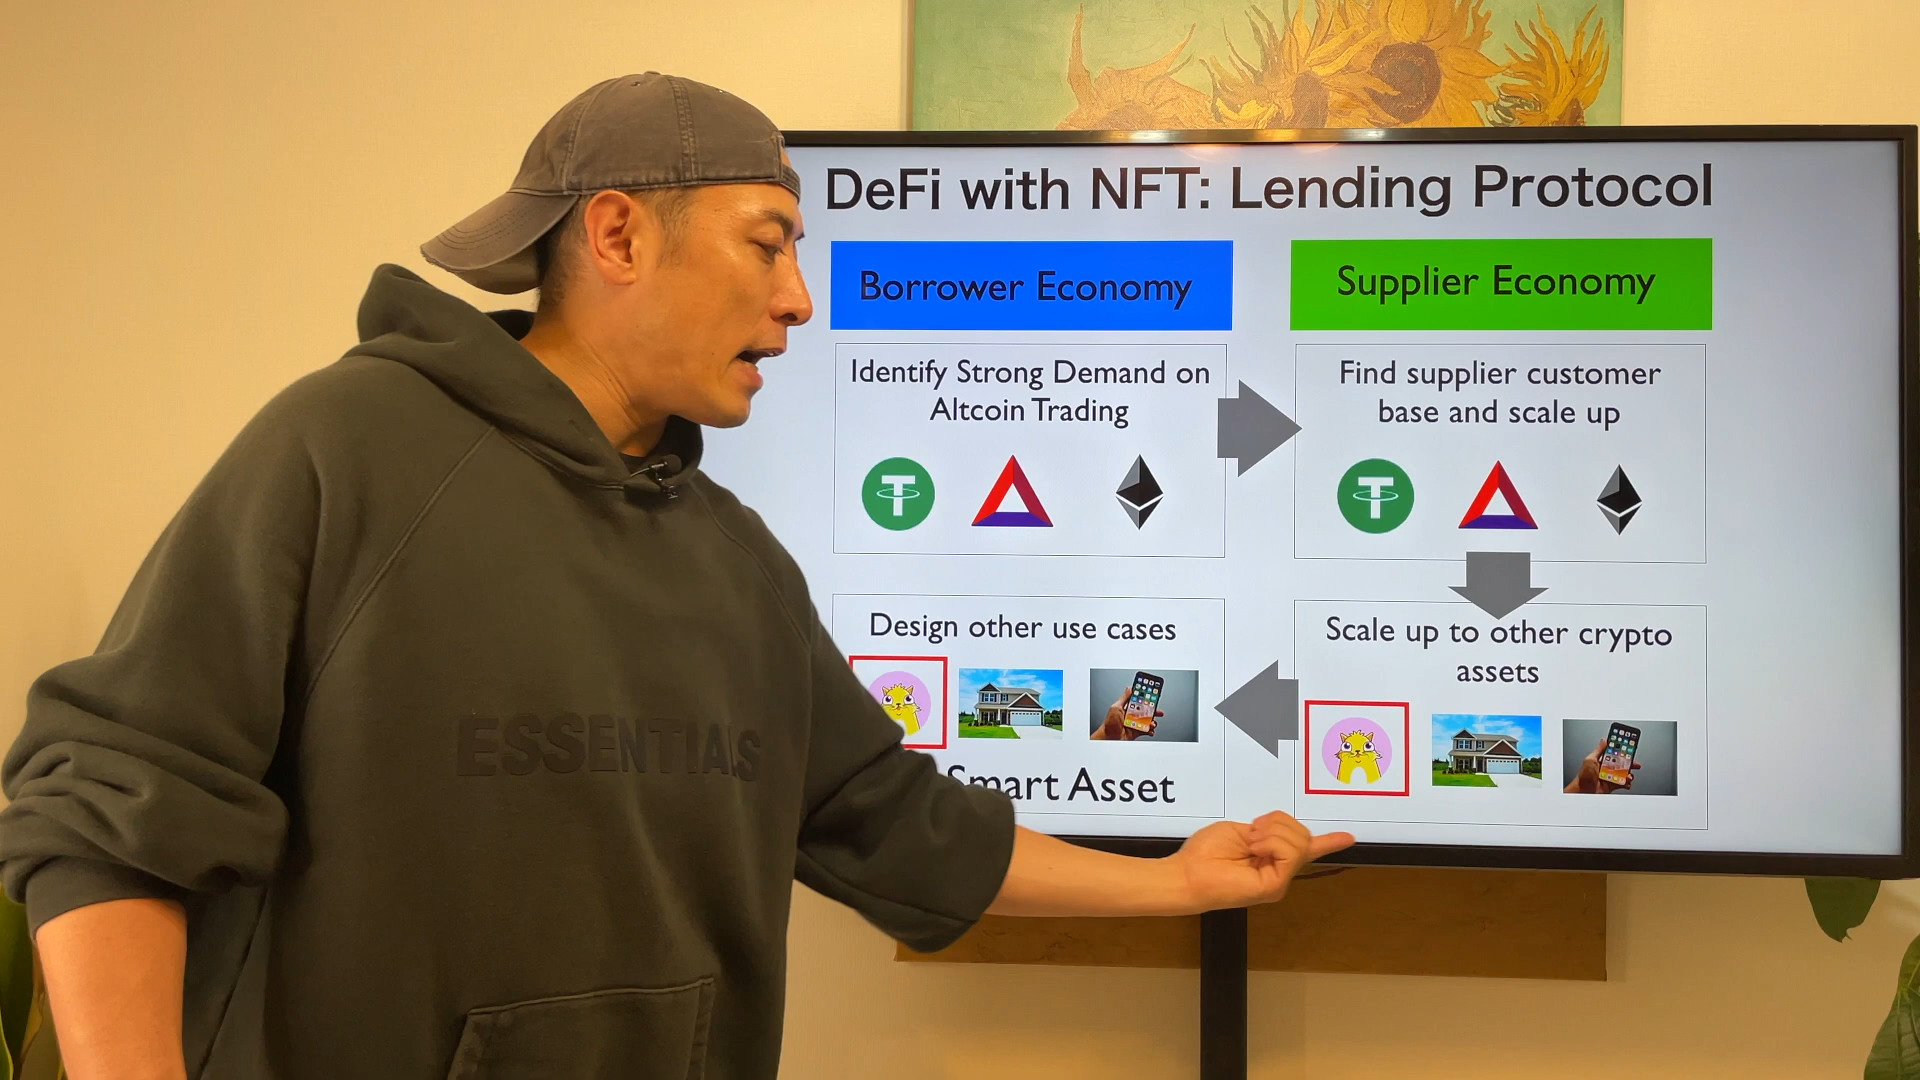 DeFi with NFT: Lending Protocol
Borrower Economy
Supplier Economy
Identify Strong Demand on
Altcoin Trading
Find supplier customer
base and scale up
Design other use cases
Smart Asset
Scale up to other crypto
assets
ESSENTIALS